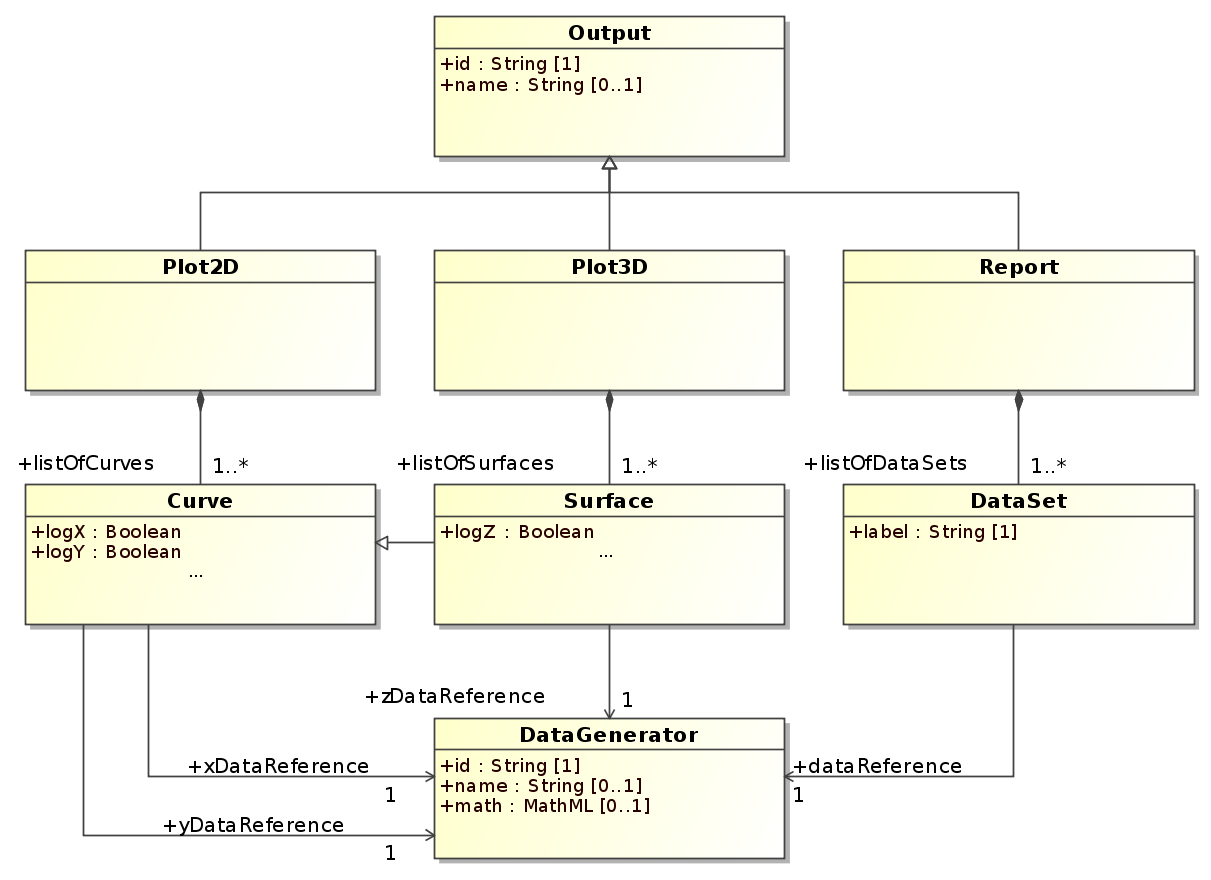 Output
+id : String [1]
+name : String [0..1]
Plot2D
Plot3D
Report
+listOfCurves
1..*
+listOfSurfaces
1..*
+listOfDataSets
1..*
Curve
+logX : Boolean
+logY : Boolean
...
Surface
+logZ : Boolean
...
DataSet
+label : String [1]
+zDataReference
1
DataGenerator
+id : String [1]
+name : String [0..1]
+math : MathML [0..1]
+xDataReference
1
+yDataReference
1
+dataReference
1